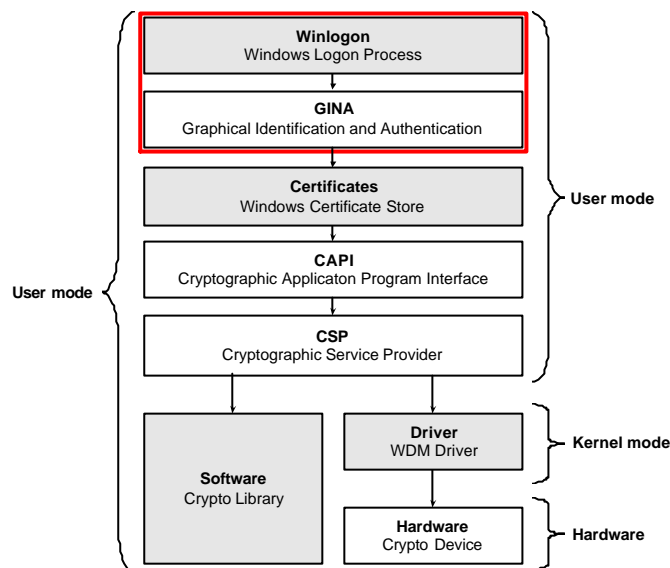 Winlogon
Windows Logon Process
GINA
Graphical Identification and Authentication
Certificates
Windows Certificate Store
User mode
CAPI
Cryptographic Applicaton Program Interface
User mode
CSP
Cryptographic Service Provider
Driver
WDM Driver
Kernel mode
Software
Crypto Library
Hardware
Crypto Device
Hardware